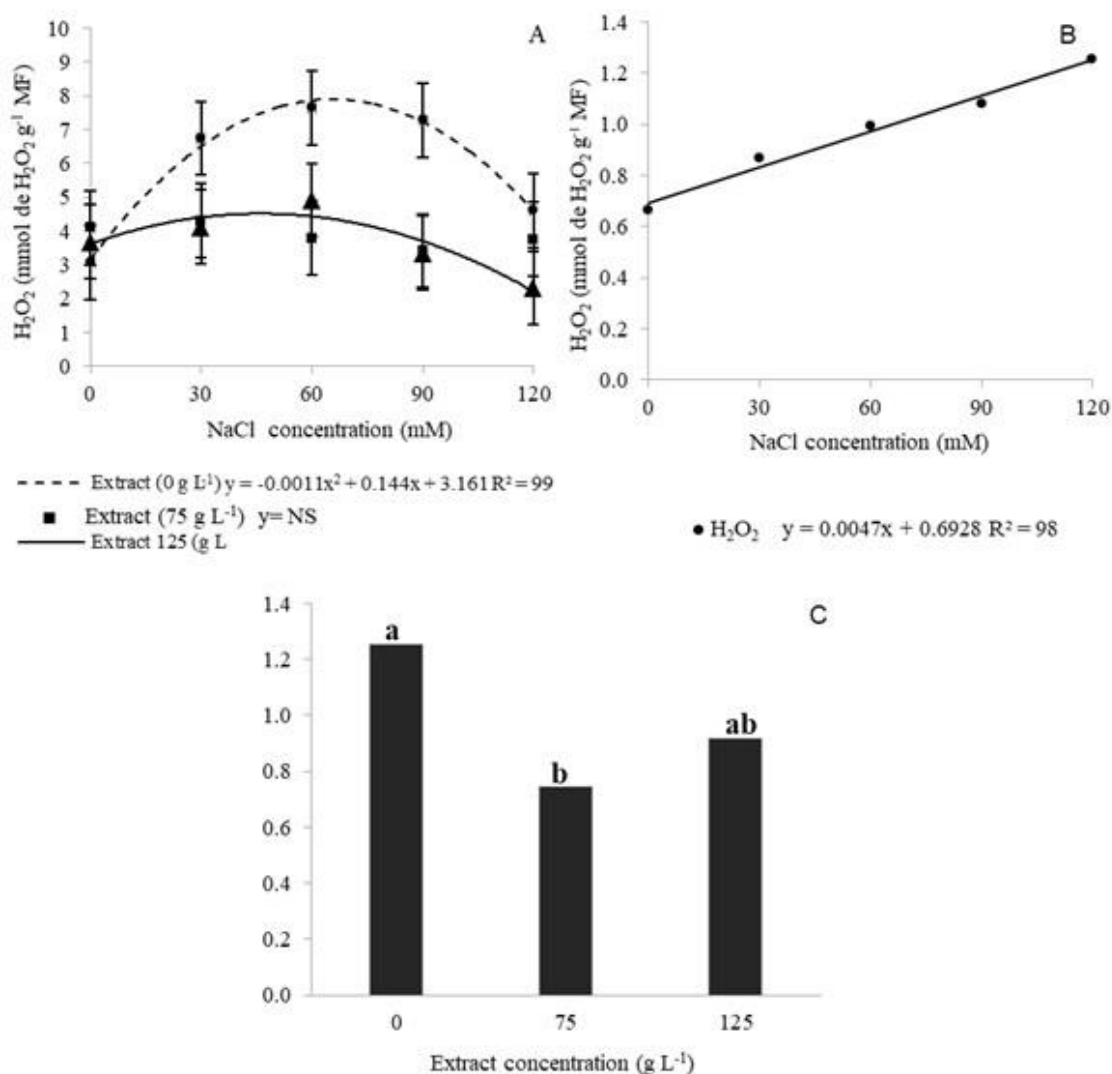 A
10
9
8
7
6
5
4
3
2
1
0
H₂O₂ (mmol de H₂O₂ g⁻¹ MF)
0 30 60 90 120
NaCl concentration (mM)
Extract (0 g L⁻¹) y = -0.0011x² + 0.144x + 3.161 R² = 99
Extract (75 g L⁻¹) y= NS
Extract 125 (g L
B
1.4
1.2
1.0
0.8
0.6
0.4
0.2
0.0
H₂O₂ (mmol de H₂O₂ g⁻¹ MF)
0 30 60 90 120
NaCl concentration (mM)
H₂O₂ y = 0.0047x + 0.6928 R² = 98
C
1.4
1.2
1.0
0.8
0.6
0.4
0.2
0.0
a
b
ab
0 75 125
Extract concentration (g L⁻¹)